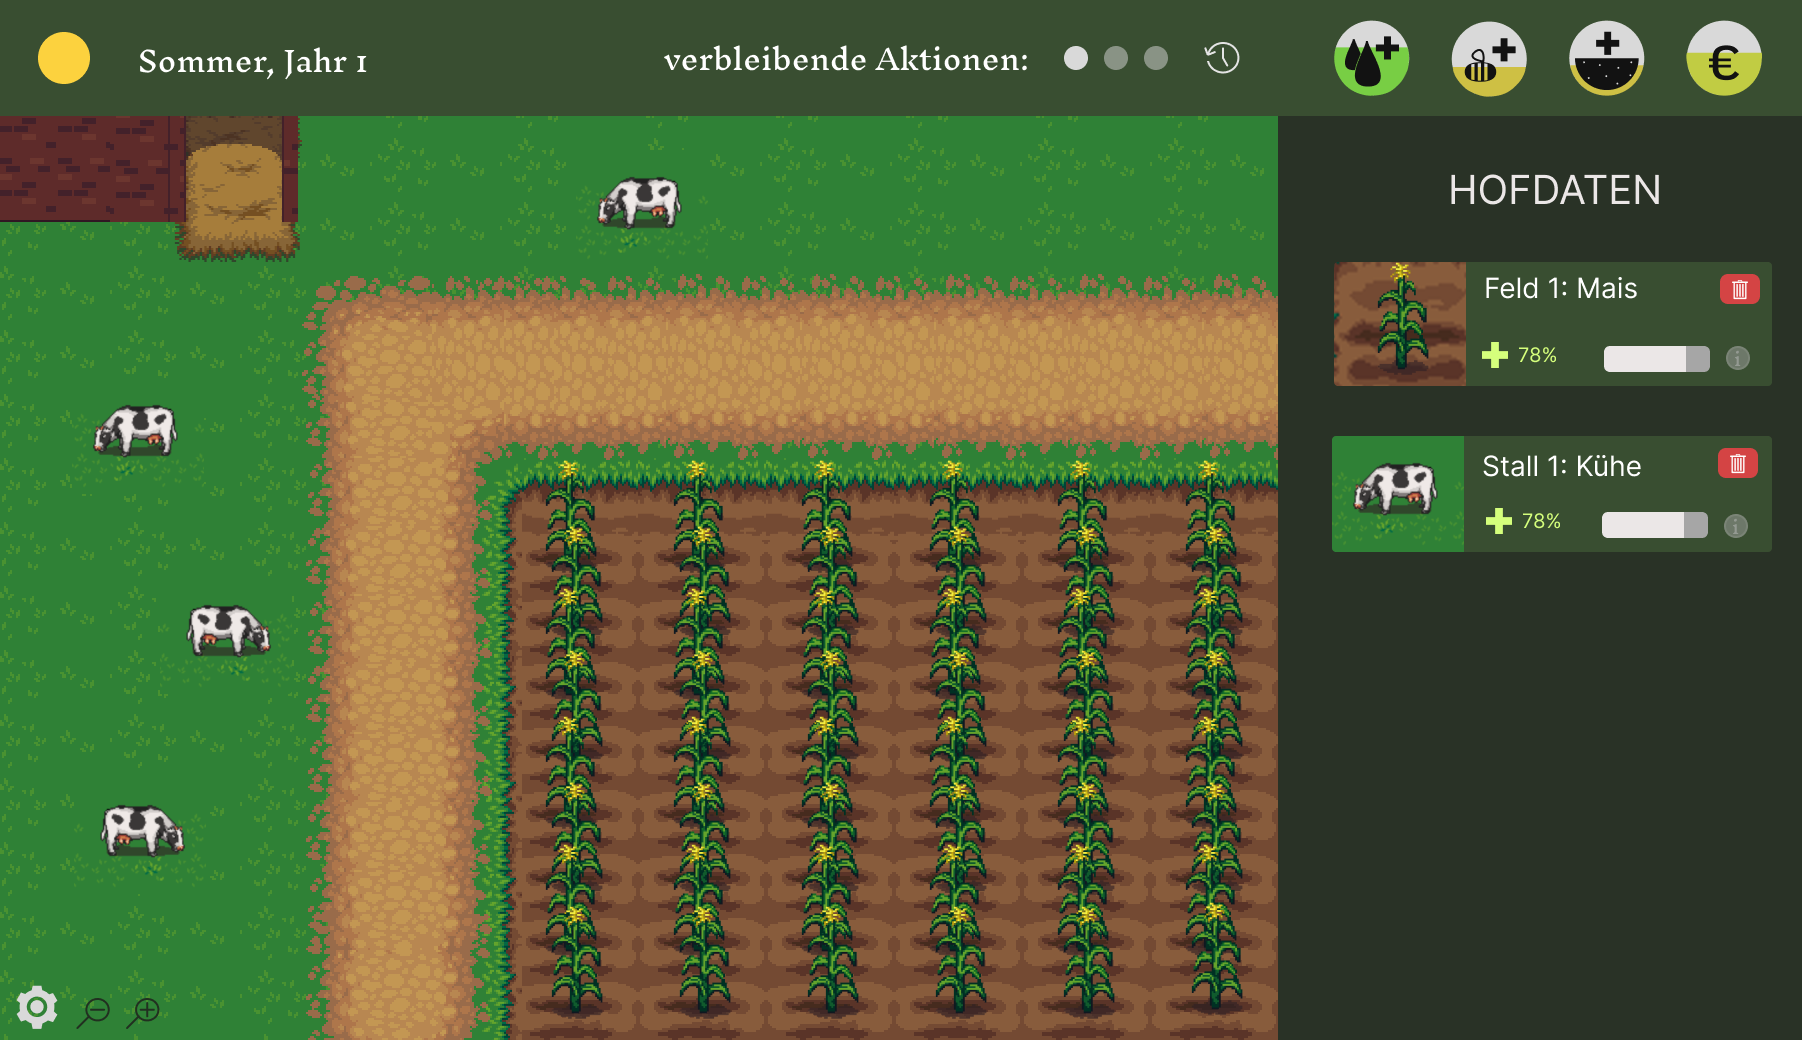 Sommer, Jahr 1
verbleibende Aktionen:
€
HOFDATEN
Feld 1: Mais
78%
Stall 1: Kühe
78%